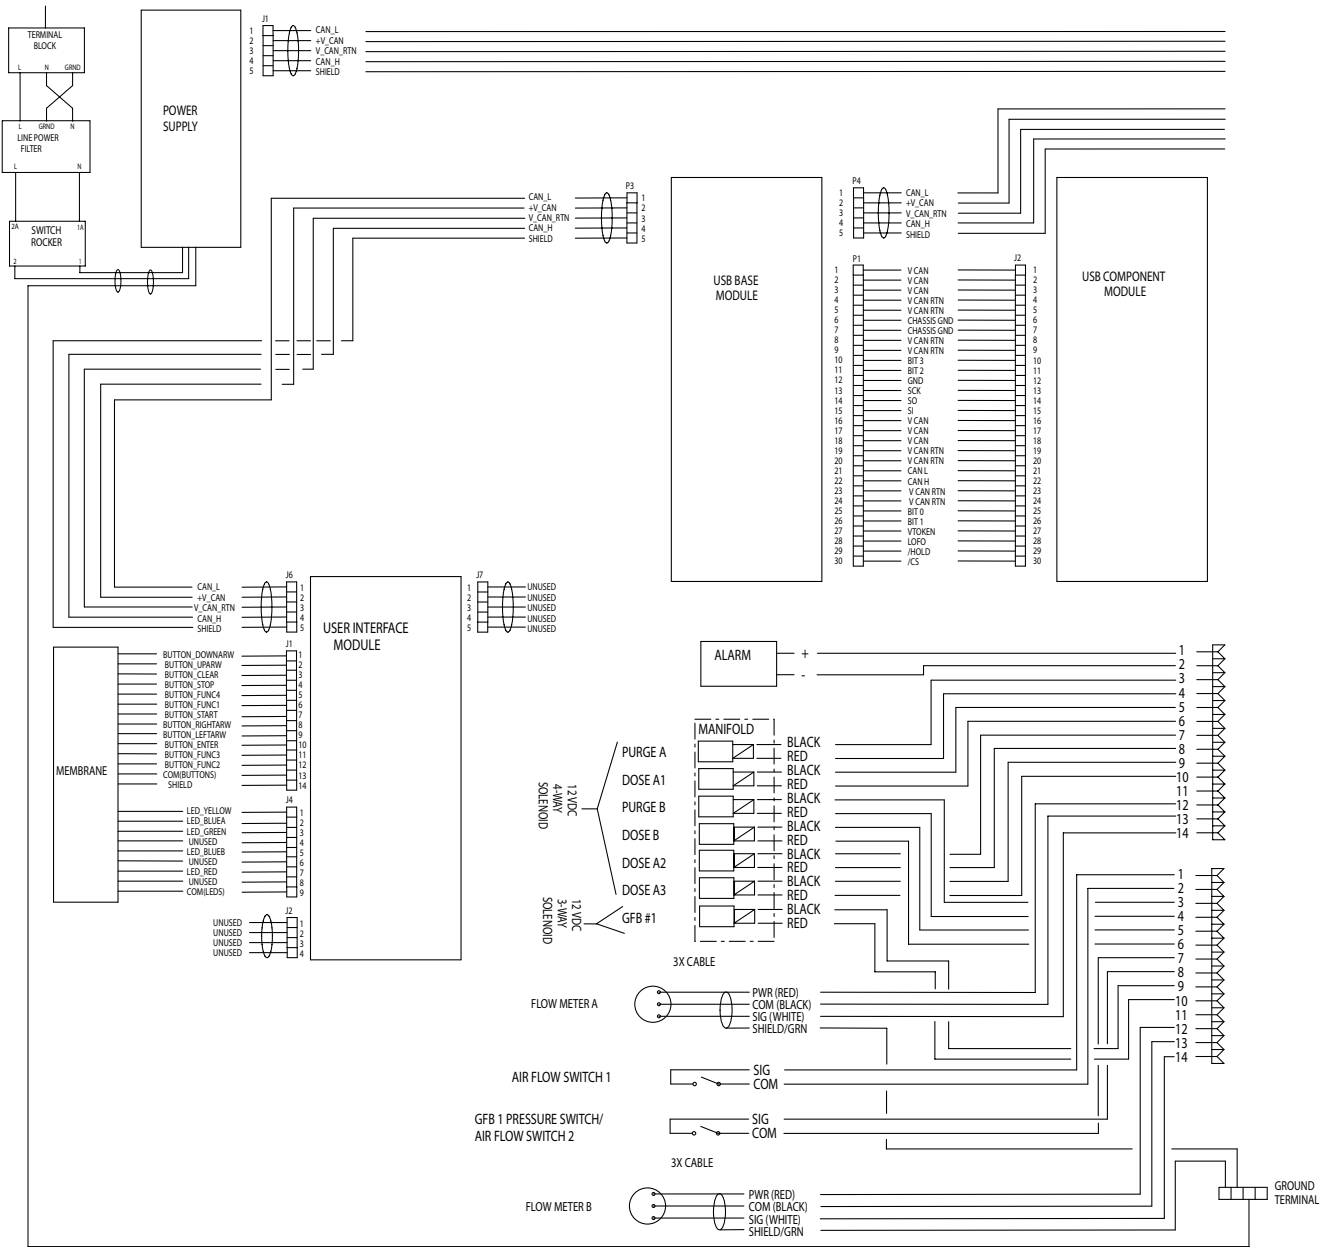 TERMINAL
BLOCK
L N GRND
L GRND N
LINE POWER
FILTER
L N
2A 1A
SWITCH
ROCKER
2 1
POWER
SUPPLY
J1
1 CAN_L
2 +V_CAN
3 V_CAN_RTN
4 CAN_H
5 SHIELD
P3
CAN_L 1
+V_CAN 2
V_CAN_RTN 3
CAN_H 4
SHIELD 5
USB BASE
MODULE
P4
1 CAN_L
2 +V_CAN
3 V_CAN_RTN
4 CAN_H
5 SHIELD
USB COMPONENT
MODULE
P1 J2
1 V CAN 1
2 V CAN 2
3 V CAN 3
4 V CAN RTN 4
5 V CAN RTN 5
6 CHASSIS GND 6
7 CHASSIS GND 7
8 V CAN RTN 8
9 V CAN RTN 9
10 BIT 3 10
11 BIT 2 11
12 GND 12
13 SCK 13
14 SO 14
15 SI 15
16 V CAN 16
17 V CAN 17
18 V CAN 18
19 V CAN RTN 19
20 V CAN RTN 20
21 CAN L 21
22 CAN H 22
23 V CAN RTN 23
24 V CAN RTN 24
25 BIT 0 25
26 BIT 1 26
27 VTOKEN 27
28 LOFO 28
29 /HOLD 29
30 /CS 30
J6
CAN_L 1
+V_CAN 2
V_CAN_RTN 3
CAN_H 4
SHIELD 5
USER INTERFACE
MODULE
J7
1 UNUSED
2 UNUSED
3 UNUSED
4 UNUSED
5 UNUSED
MEMBRANE
J1
BUTTON_DOWNARW 1
BUTTON_UPARW 2
BUTTON_CLEAR 3
BUTTON_STOP 4
BUTTON_FUNC4 5
BUTTON_FUNC1 6
BUTTON_START 7
BUTTON_RIGHTARW 8
BUTTON_LEFTARW 9
BUTTON_ENTER 10
BUTTON_FUNC3 11
BUTTON_FUNC2 12
COM(BUTTONS) 13
SHIELD 14
J4
LED_YELLOW 1
LED_BLUEA 2
LED_GREEN 3
UNUSED 4
LED_BLUEB 5
UNUSED 6
LED_RED 7
UNUSED 8
COM(LEDS) 9
J2
UNUSED 1
UNUSED 2
UNUSED 3
UNUSED 4
ALARM + -
MANIFOLD
12 VDC
4-WAY
SOLENOID
PURGE A BLACK
RED
DOSE A1 BLACK
RED
PURGE B BLACK
RED
DOSE B BLACK
RED
DOSE A2 BLACK
RED
DOSE A3 BLACK
RED
12 VDC
3-WAY
SOLENOID
GFB #1 BLACK
RED
1
2
3
4
5
6
7
8
9
10
11
12
13
14
1
2
3
4
5
6
7
8
9
10
11
12
13
14
3X CABLE
FLOW METER A
PWR (RED)
COM (BLACK)
SIG (WHITE)
SHIELD/GRN
AIR FLOW SWITCH 1
SIG
COM
GFB 1 PRESSURE SWITCH/
AIR FLOW SWITCH 2
SIG
COM
3X CABLE
FLOW METER B
PWR (RED)
COM (BLACK)
SIG (WHITE)
SHIELD/GRN
GROUND
TERMINAL